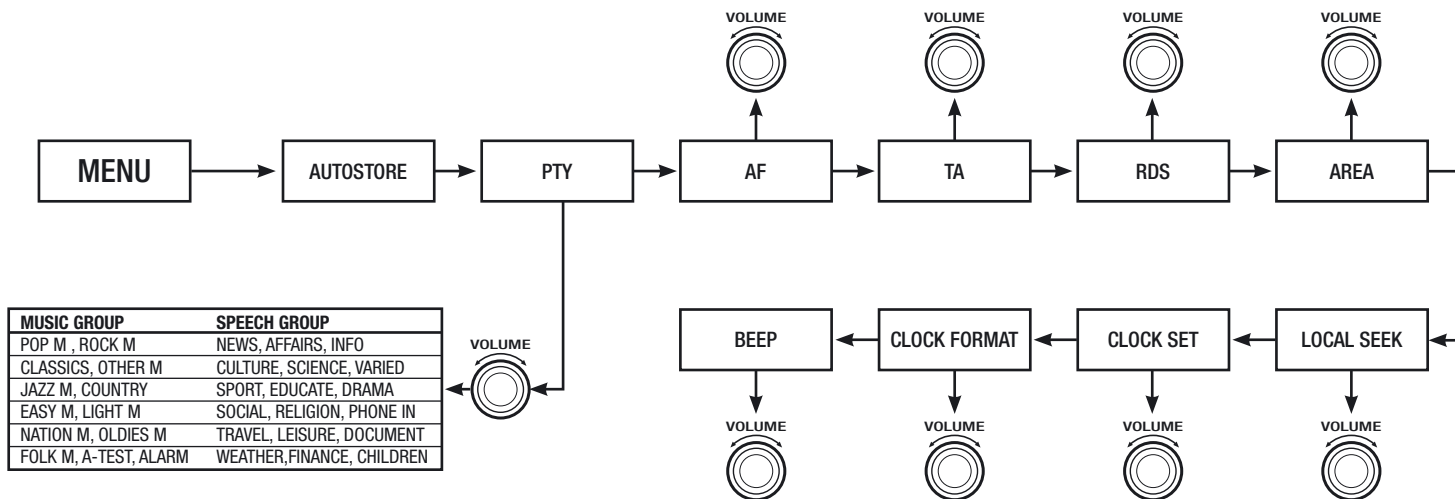 VOLUME VOLUME VOLUME VOLUME
MENU AUTOSTORE PTY AF TA RDS AREA
MUSIC GROUP SPEECH GROUP
POP M , ROCK M NEWS, AFFAIRS, INFO
CLASSICS, OTHER M CULTURE, SCIENCE, VARIED
JAZZ M, COUNTRY SPORT, EDUCATE, DRAMA
EASY M, LIGHT M SOCIAL, RELIGION, PHONE IN
NATION M, OLDIES M TRAVEL, LEISURE, DOCUMENT
FOLK M, A-TEST, ALARM WEATHER,FINANCE, CHILDREN
VOLUME
BEEP CLOCK FORMAT CLOCK SET LOCAL SEEK
VOLUME VOLUME VOLUME VOLUME